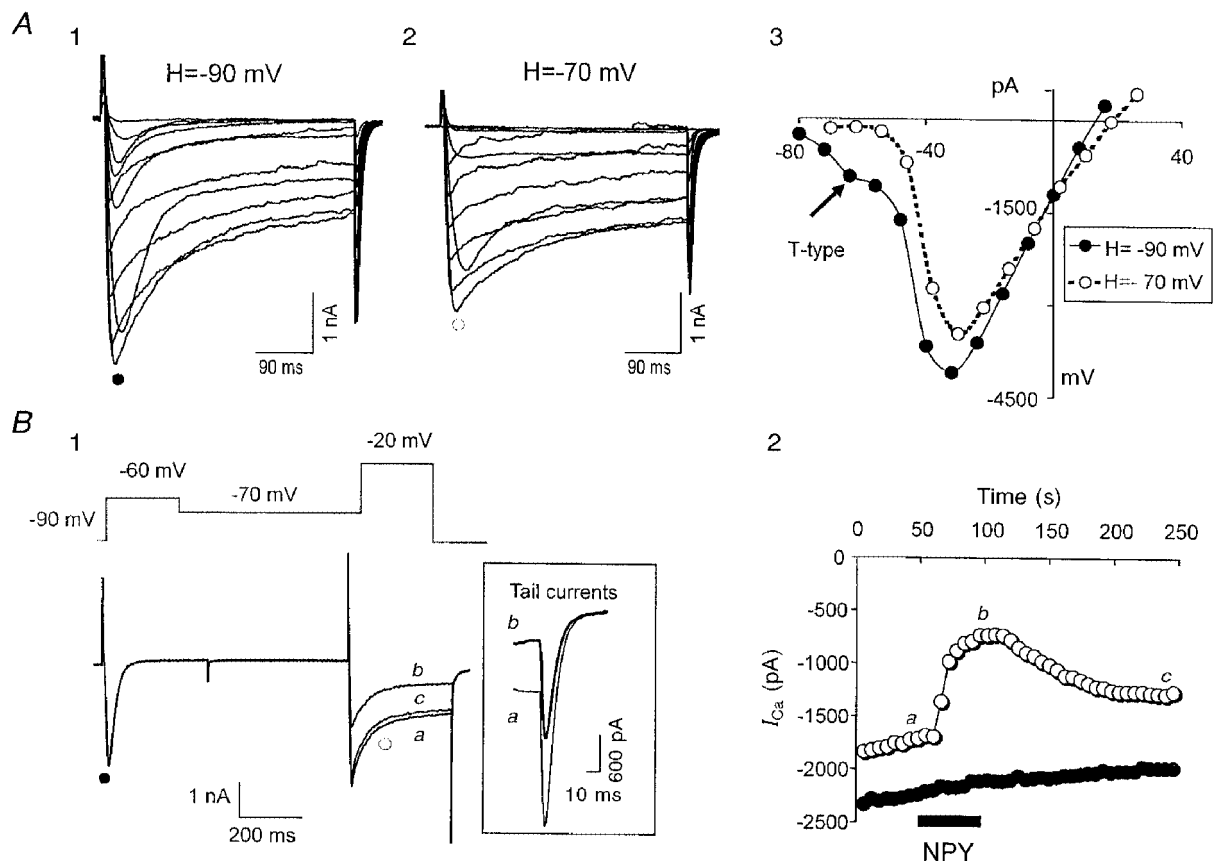 A
1
2
3
H=-90 mV
H=-70 mV
pA
-80
-40
40
-1500
T-type
H= -90 mV
H=- 70 mV
1 nA
90 ms
1 nA
90 ms
mV
-4500
B
1
2
-20 mV
-60 mV
-70 mV
-90 mV
Time (s)
0 50 100 150 200 250
0
-500
-1000
-1500
-2000
-2500
ICa (pA)
a
b
c
NPY
Tail currents
b
a
600 pA
10 ms
b
c
a
1 nA
200 ms